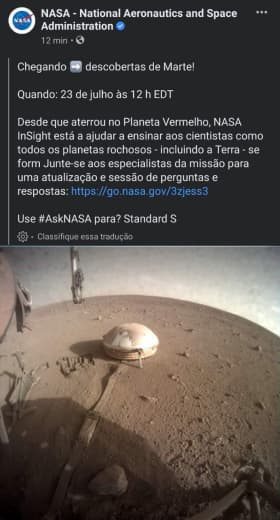 NASA
NASA - National Aeronautics and Space
Administration
12 min •
Chegando ➡️ descobertas de Marte!
Quando: 23 de julho às 12 h EDT
Desde que aterrou no Planeta Vermelho, NASA
InSight está a ajudar a ensinar aos cientistas como
todos os planetas rochosos - incluindo a Terra - se
form Junte-se aos especialistas da missão para
uma atualização e sessão de perguntas e
respostas: https://go.nasa.gov/3zjess3
Use #AskNASA para? Standard S
• Classifique essa tradução